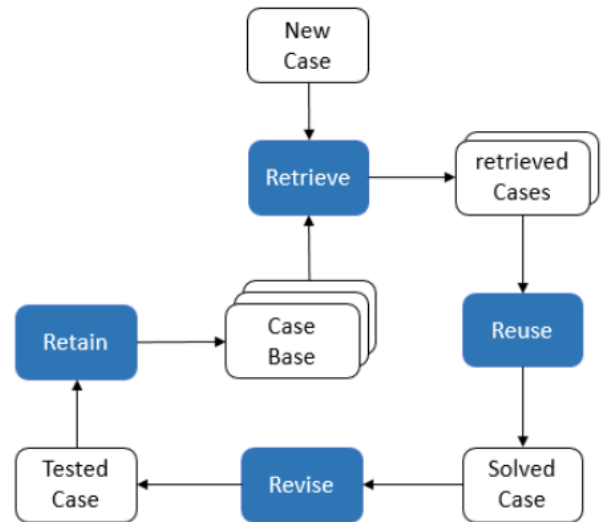 New
Case
Retrieve
retrieved
Cases
Case
Base
Retain
Reuse
Tested
Case
Revise
Solved
Case